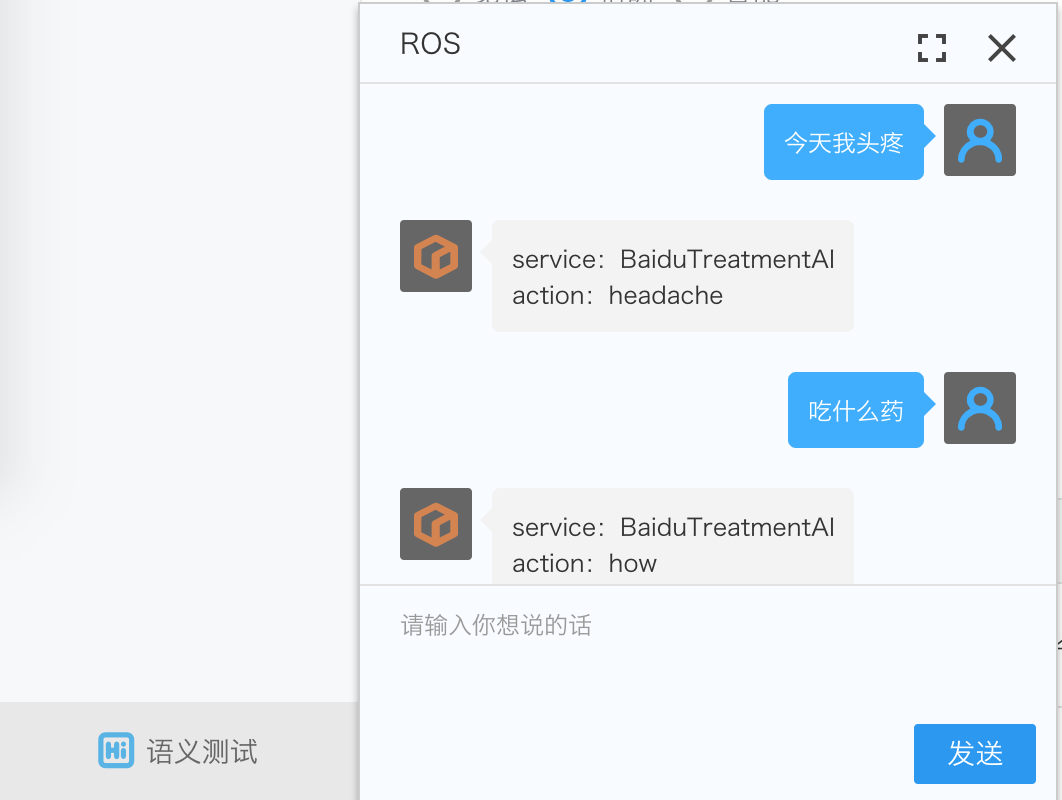 ROS
今天我头疼
service：BaiduTreatmentAI
action：headache
吃什么药
service：BaiduTreatmentAI
action：how
请输入你想说的话
Hi 语义测试
发送